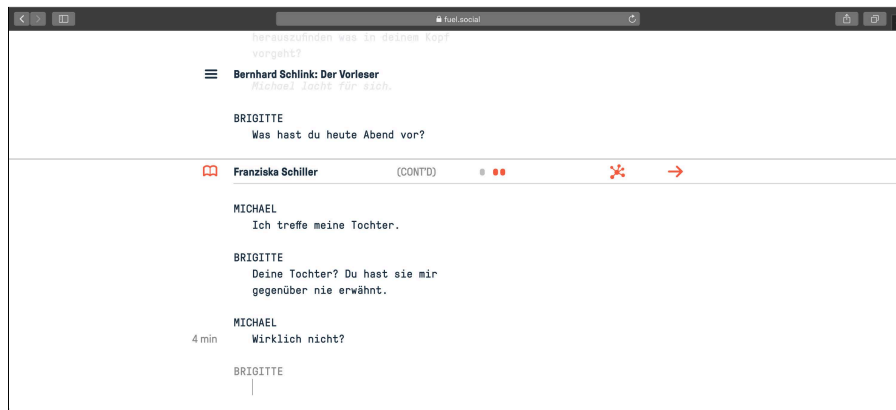 fuel.social
herauszufinden was in deinem Kopf
vorgeht?
Bernhard Schlink: Der Vorleser
Michael lacht für sich.
BRIGITTE
Was hast du heute Abend vor?
Franziska Schiller (CONT'D)
MICHAEL
Ich treffe meine Tochter.
BRIGITTE
Deine Tochter? Du hast sie mir
gegenüber nie erwähnt.
MICHAEL
4 min Wirklich nicht?
BRIGITTE